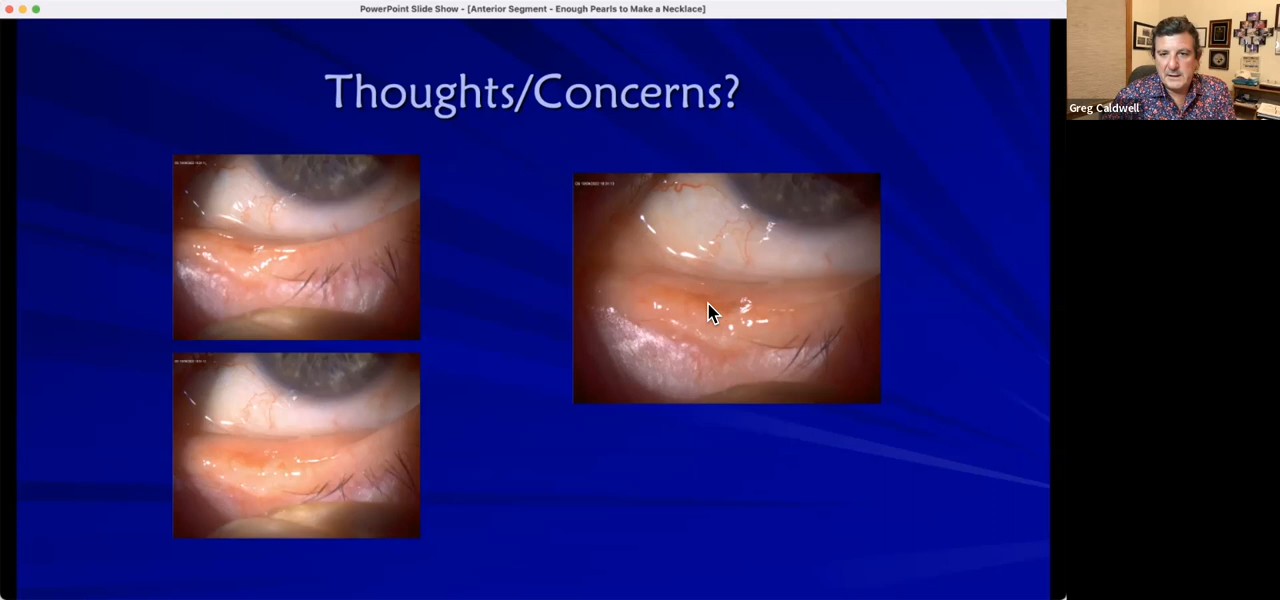 PowerPoint Slide Show - [Anterior Segment - Enough Pearls to Make a Necklace]
Thoughts/Concerns?
Greg Caldwell